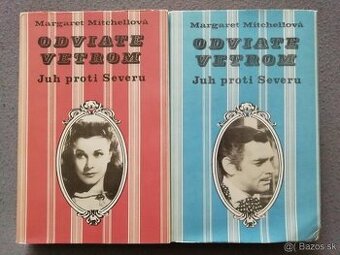 Margaret Mitchellová
ODVIATE
VETROM
Juh proti Severu
Margaret Mitchellová
ODVIATE
VETROM
Juh proti Severu
Bazos.sk